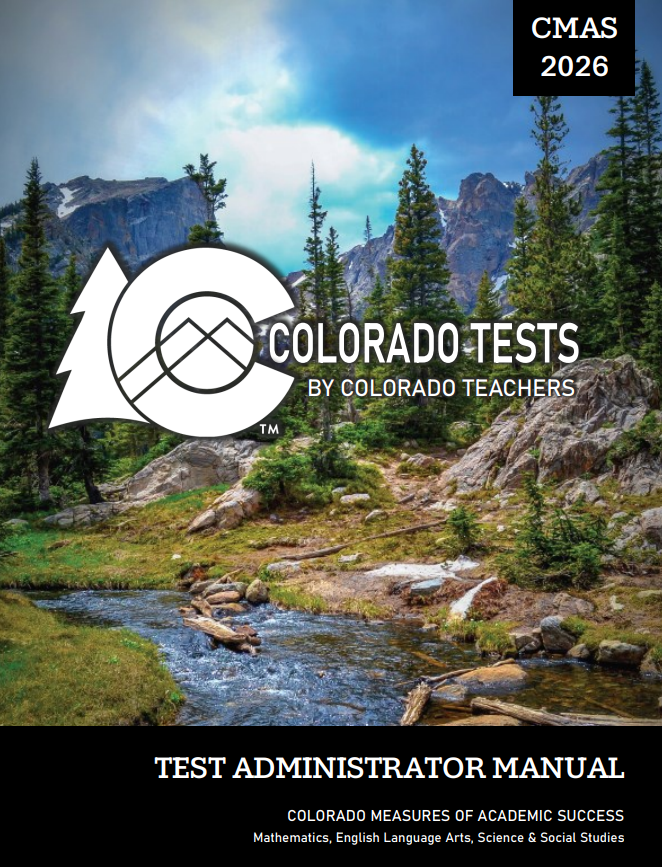 CMAS
2026
COLORADO TESTS
BY COLORADO TEACHERS
TM
TEST ADMINISTRATOR MANUAL
COLORADO MEASURES OF ACADEMIC SUCCESS
Mathematics, English Language Arts, Science & Social Studies